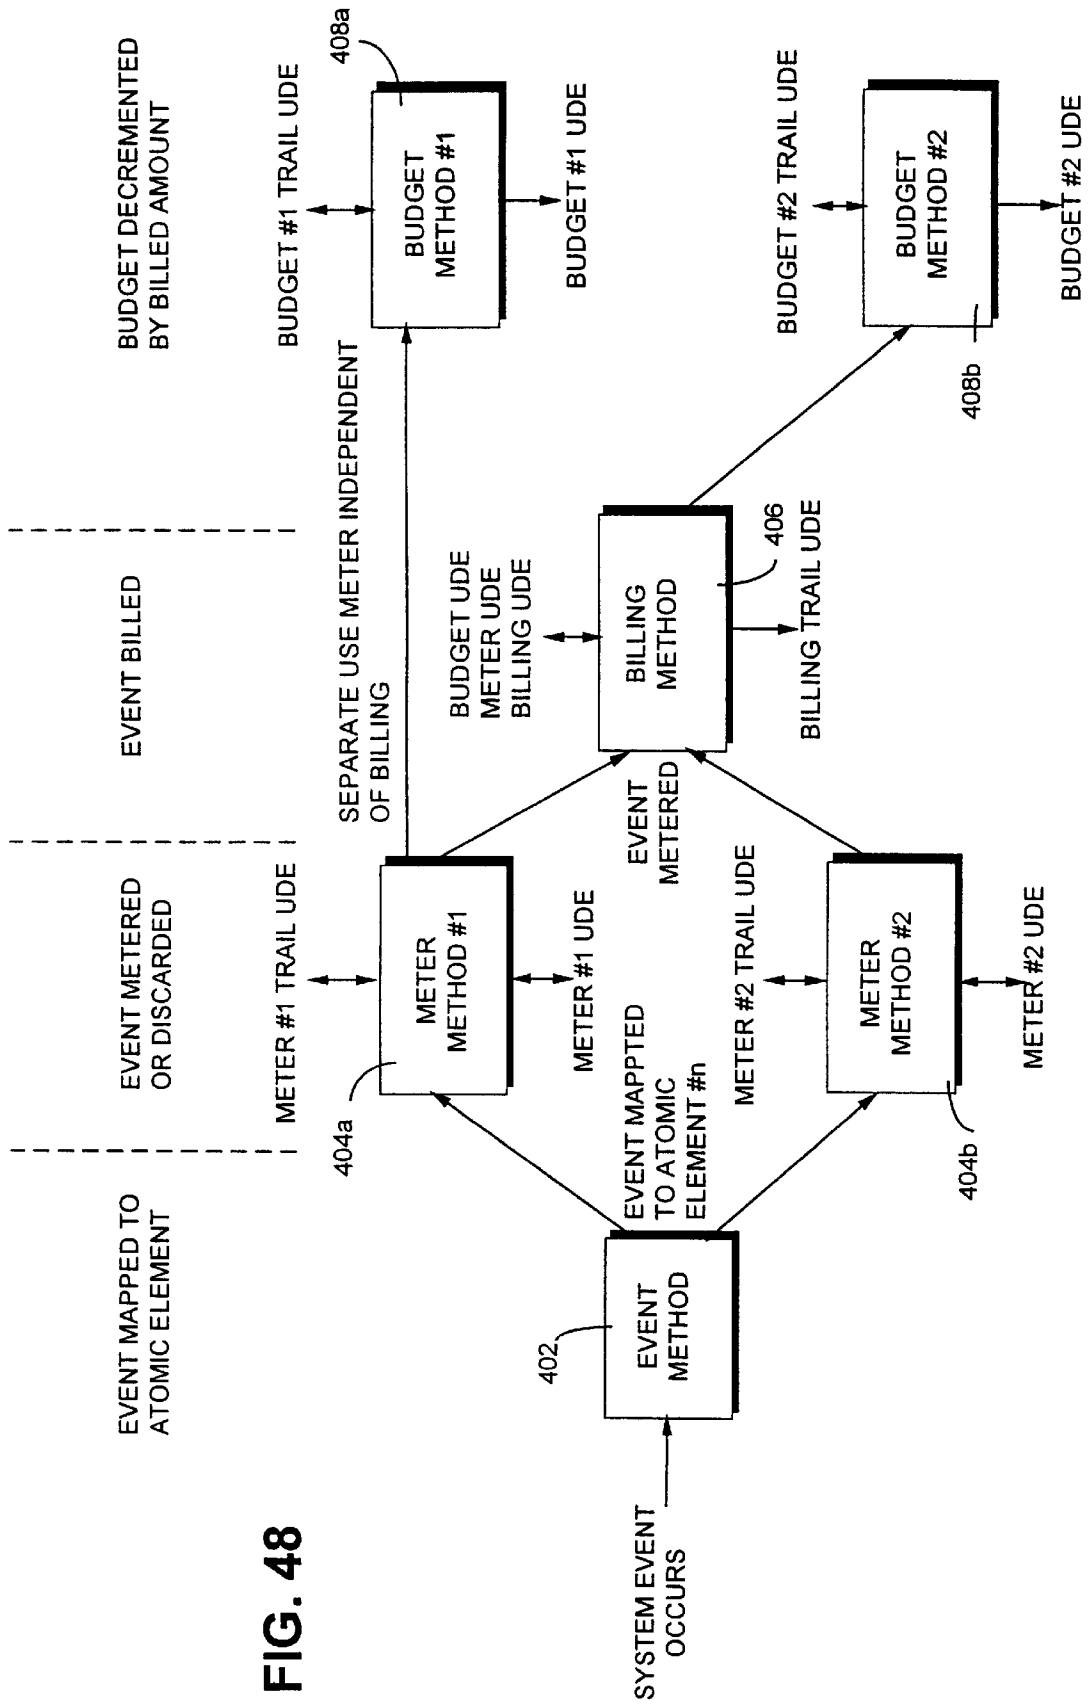 FIG. 48
EVENT MAPPED TO
ATOMIC ELEMENT
EVENT METERED
OR DISCARDED
EVENT BILLED
BUDGET DECREMENTED
BY BILLED AMOUNT
SYSTEM EVENT
OCCURS
402
EVENT
METHOD
EVENT MAPPTED
TO ATOMIC
ELEMENT #n
METER #1 TRAIL UDE
404a
METER
METHOD #1
METER #1 UDE
METER #2 TRAIL UDE
METER
METHOD #2
404b
METER #2 UDE
SEPARATE USE METER INDEPENDENT
OF BILLING
EVENT
METERED
BUDGET UDE
METER UDE
BILLING UDE
BILLING
METHOD
406
BILLING TRAIL UDE
BUDGET #1 TRAIL UDE
408a
BUDGET
METHOD #1
BUDGET #1 UDE
BUDGET #2 TRAIL UDE
BUDGET
METHOD #2
408b
BUDGET #2 UDE